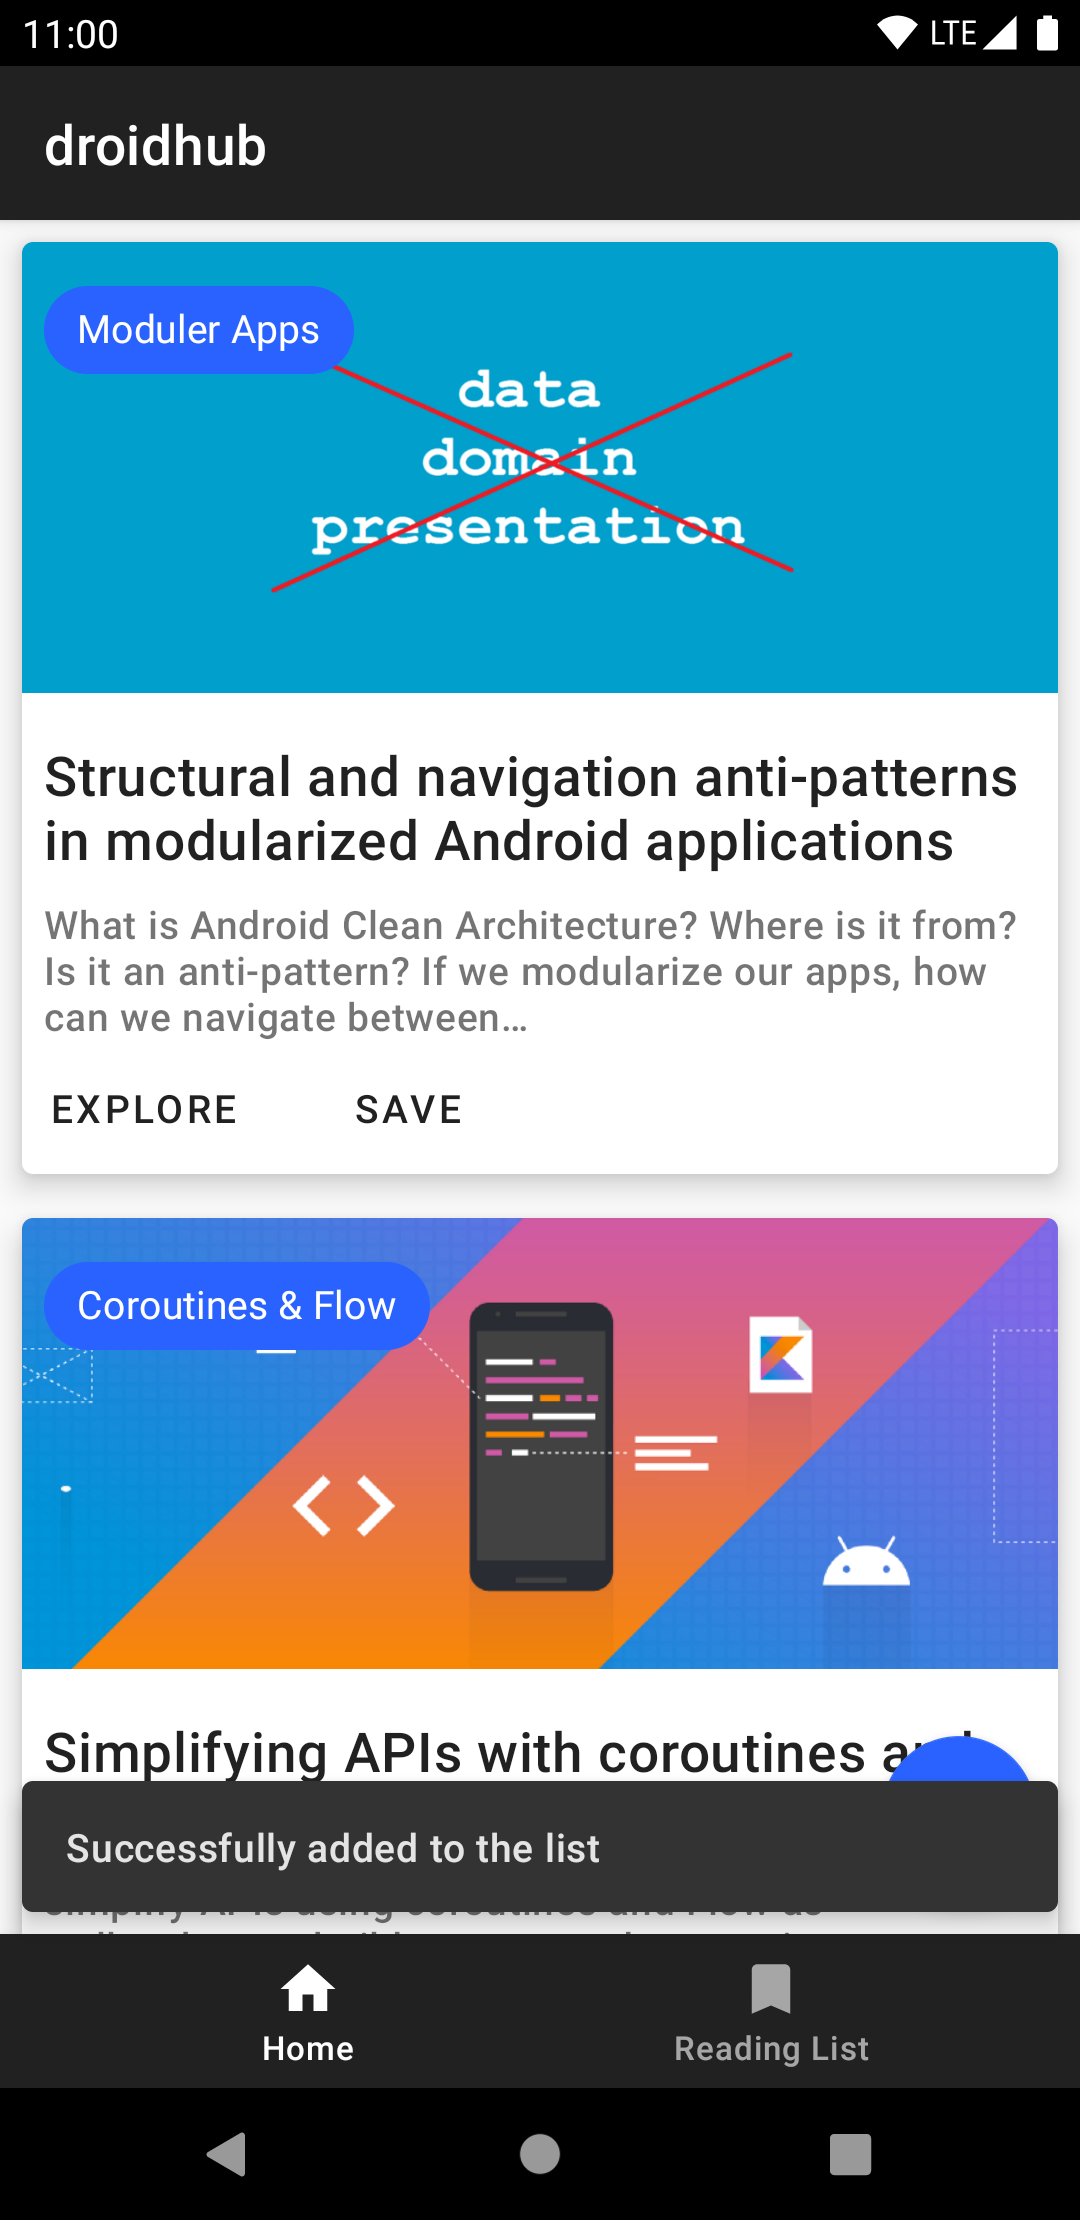 11:00
LTE
droidhub
Moduler Apps
data
domain
presentation
Structural and navigation anti-patterns
in modularized Android applications
What is Android Clean Architecture? Where is it from?
Is it an anti-pattern? If we modularize our apps, how
can we navigate between…
EXPLORE SAVE
Coroutines & Flow
Simplifying APIs with coroutines
Successfully added to the list
Home
Reading List